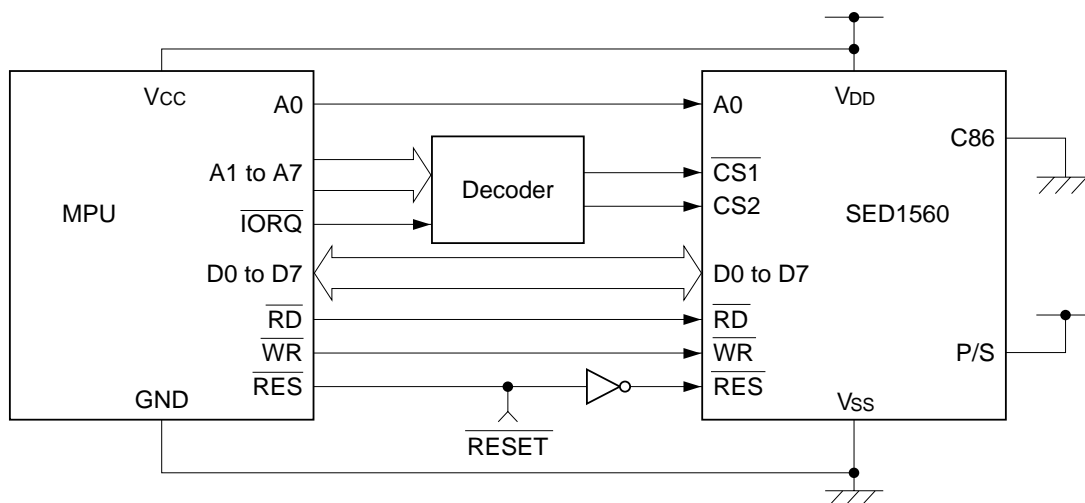 VCC
A0
A0
VDD
C86
A1 to A7
Decoder
CS1
CS2
MPU
IORQ
SED1560
D0 to D7
D0 to D7
RD
RD
WR
WR
P/S
RES
RES
GND
VSS
RESET